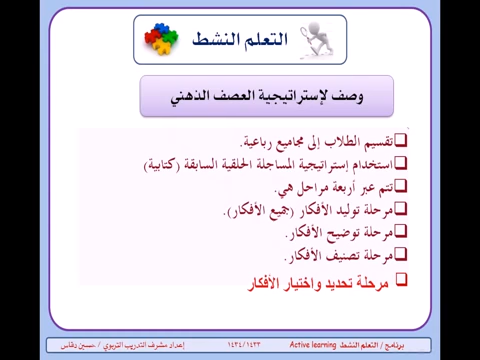 التعلم النشط
وصف لإستراتيجية العصف الذهني
تقسيم الطلاب إلى مجاميع رباعية.
استخدام إستراتيجية المساجلة الحلقية السابقة (كتابية)
تتم عبر أربعة مراحل هي.
مرحلة توليد الأفكار (جميع الأفكار).
مرحلة توضيح الأفكار.
مرحلة تصنيف الأفكار.
مرحلة تحديد واختيار الأفكار
برنامج / التعلم النشط Active learning ١٤٣٤/١٤٣٣ إعداد مشرف التدريب التربوي / حسين دقاس